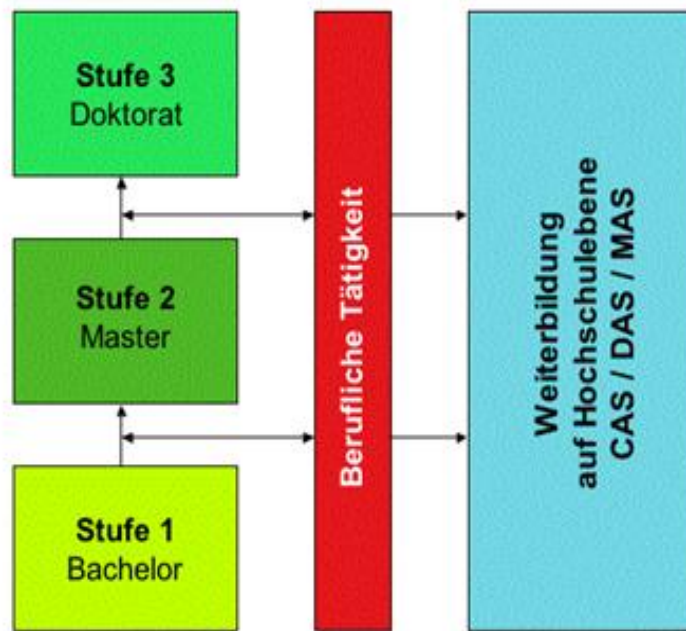 Stufe 3
Doktorat
Stufe 2
Master
Stufe 1
Bachelor
Berufliche Tätigkeit
Weiterbildung
auf Hochschulebene
CAS / DAS / MAS